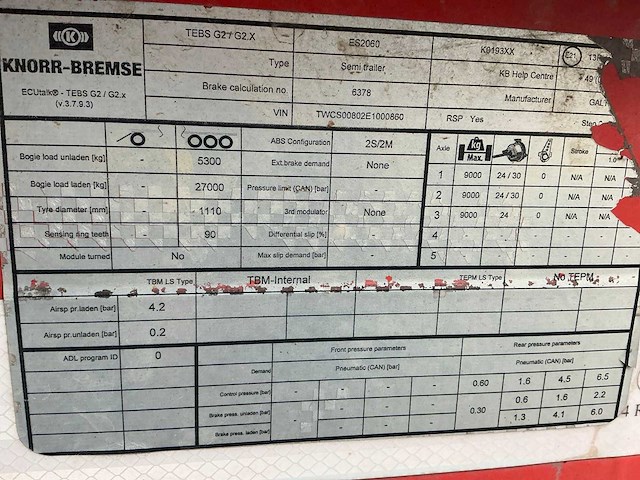 TEBS G2 / G2.X ES2060 K0193XX E21
KNORR-BREMSE Type Semi trailer KB Help Centre 49
ECUtalk® - TEBS G2 / G2.x Brake calculation no. 6378 Manufacturer
(v.3.7.9.3) VIN TWCS00802E1000860 RSP Yes
ABS Configuration 2S/2M Axle kg Max. Stroke 1.0
Bogie load unladen [kg] - 5300 Ext.brake demand None 1 9000 24 / 30 0 N/A N/A
Bogie load laden [kg] - 27000 Pressure limit (CAN) [bar] 2 9000 24 / 30 0 N/A N/A
Tyre diameter [mm] - 1110 3rd modulator None 3 9000 24 0 N/A N/A
Sensing ring teeth - 90 Differential slip [%] - 4
Module turned No Max slip demand [bar] - 5
TBM LS Type TBM-Internal TEPM LS Type No TEPM
Airsp pr.laden [bar] 4.2
Airsp pr.unladen [bar] 0.2
ADL program ID 0 Front pressure parameters Rear pressure parameters
Demand Pneumatic (CAN) [bar] Pneumatic (CAN) [bar]
Control pressure [bar] - - - - 0.60 1.6 4.5 6.5
Brake press. unladen [bar] - - - - 0.30 0.6 1.6 2.2
Brake press. laden [bar] - - - 1.3 4.1 6.0